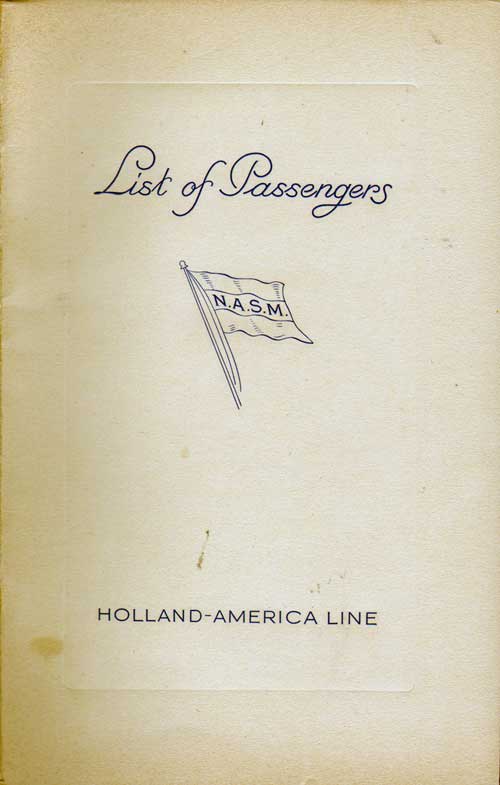 List of Passengers
N.A.S.M.
HOLLAND-AMERICA LINE